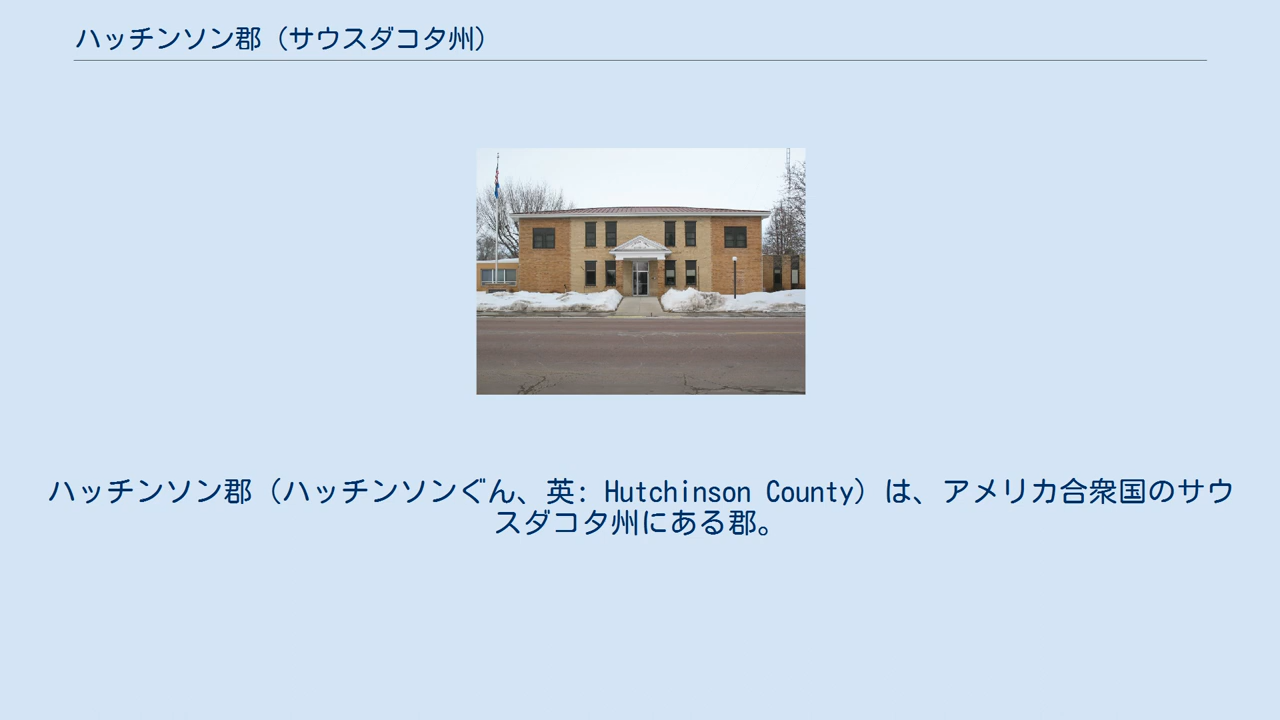 ハッチンソン郡（サウスダコタ州）
ハッチンソン郡（ハッチンソンぐん、英: Hutchinson County）は、アメリカ合衆国のサウ
スダコタ州にある郡。